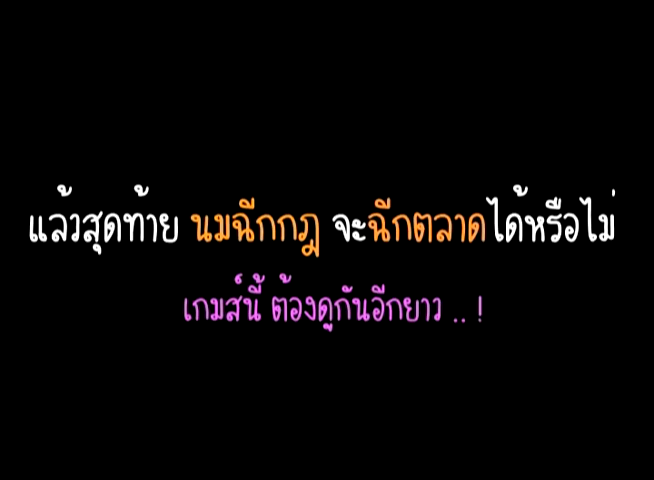 แล้วสุดท้าย นมฉีกกฎ จะฉีกตลาดได้หรือไม่
เกมส์นี้ ต้องดูกันอีกยาว .. !